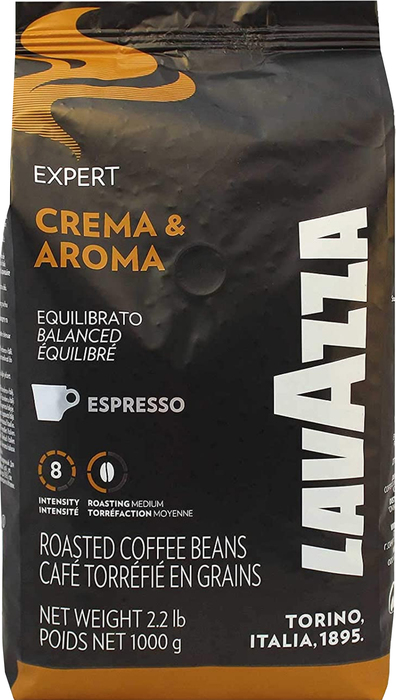 EXPERT
CREMA &
AROMA
EQUILIBRATO
BALANCED
ÉQUILIBRÉ
ESPRESSO
8
INTENSITY
INTENSITÉ
ROASTING MEDIUM
TORRÉFACTION MOYENNE
ROASTED COFFEE BEANS
CAFÉ TORRÉFIÉ EN GRAINS
NET WEIGHT 2.2 lb
POIDS NET 1000 g
LAVAZZA
TORINO,
ITALIA, 1895.